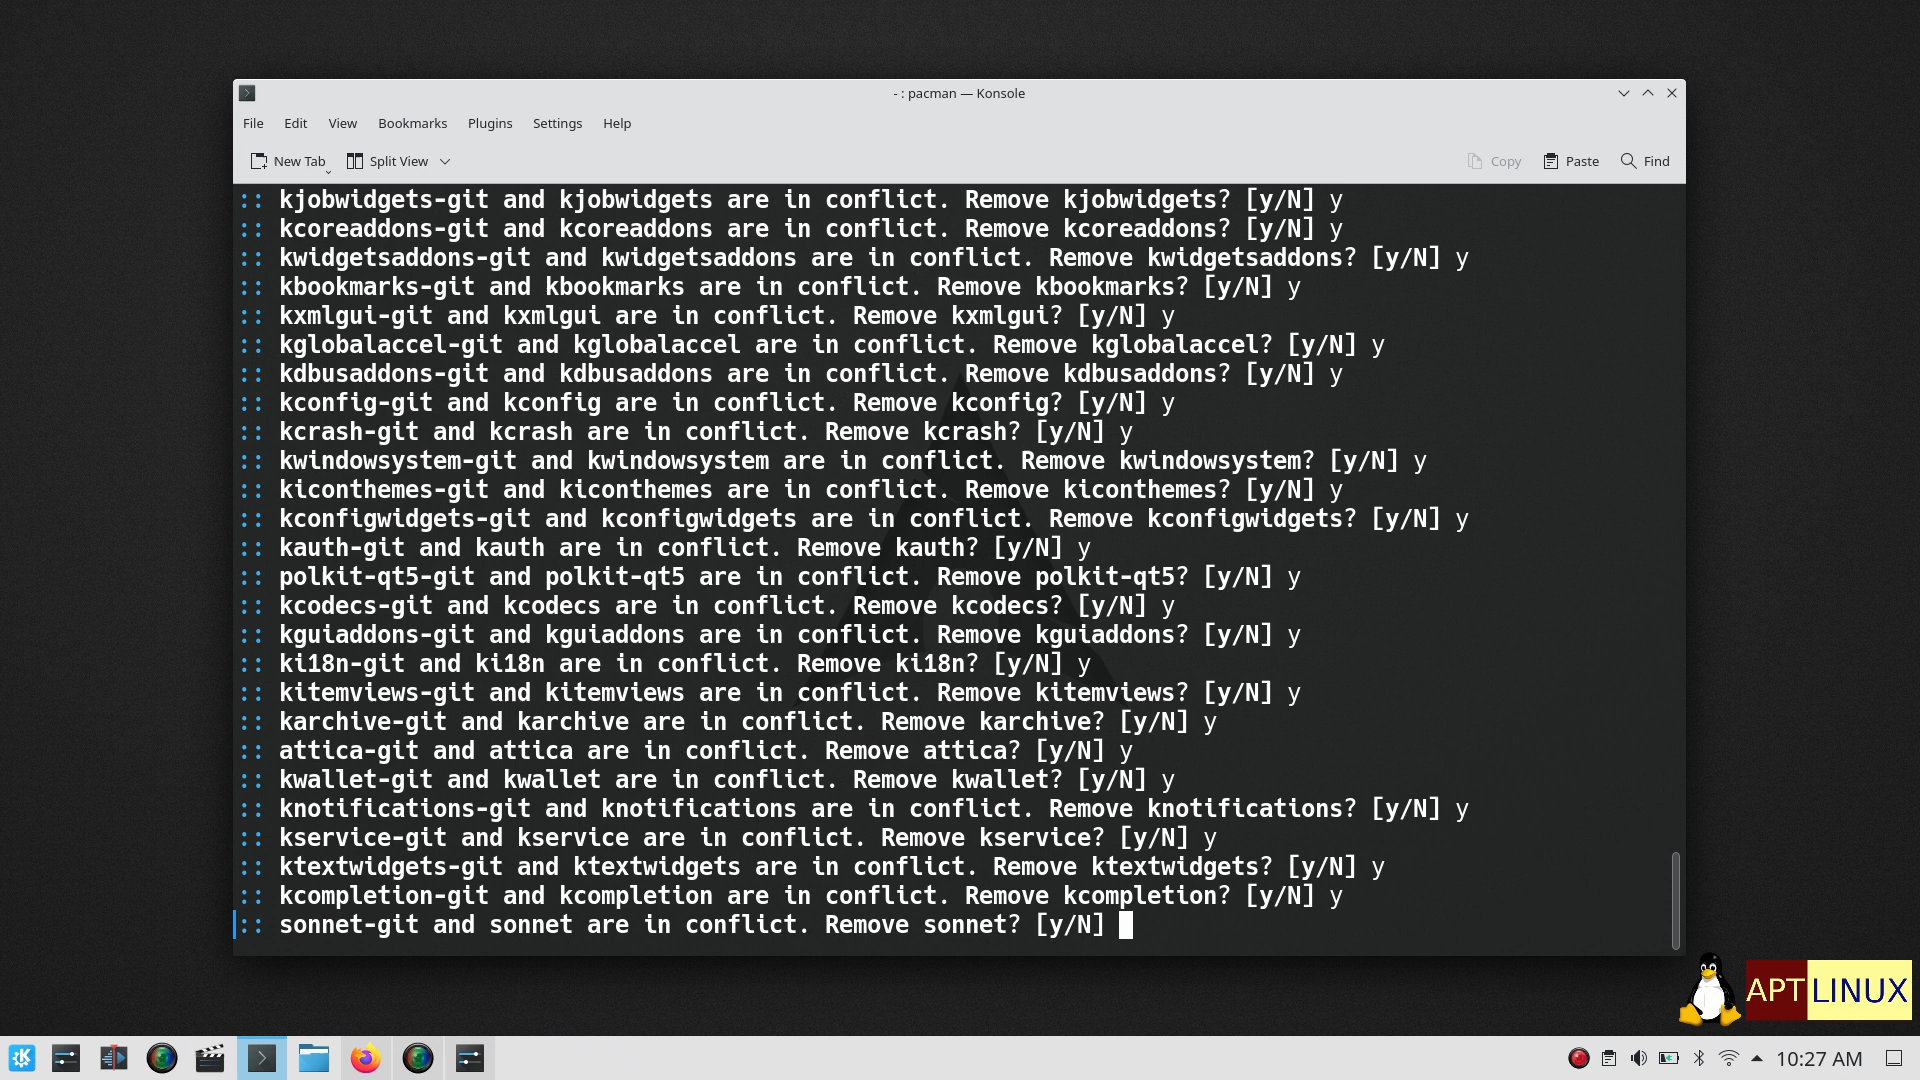 - : pacman — Konsole
File Edit View Bookmarks Plugins Settings Help
New Tab Split View Copy Paste Find
:: kjobwidgets-git and kjobwidgets are in conflict. Remove kjobwidgets? [y/N] y
:: kcoreaddons-git and kcoreaddons are in conflict. Remove kcoreaddons? [y/N] y
:: kwidgetsaddons-git and kwidgetsaddons are in conflict. Remove kwidgetsaddons? [y/N] y
:: kbookmarks-git and kbookmarks are in conflict. Remove kbookmarks? [y/N] y
:: kxmlgui-git and kxmlgui are in conflict. Remove kxmlgui? [y/N] y
:: kglobalaccel-git and kglobalaccel are in conflict. Remove kglobalaccel? [y/N] y
:: kdbusaddons-git and kdbusaddons are in conflict. Remove kdbusaddons? [y/N] y
:: kconfig-git and kconfig are in conflict. Remove kconfig? [y/N] y
:: kcrash-git and kcrash are in conflict. Remove kcrash? [y/N] y
:: kwindowsystem-git and kwindowsystem are in conflict. Remove kwindowsystem? [y/N] y
:: kiconthemes-git and kiconthemes are in conflict. Remove kiconthemes? [y/N] y
:: kconfigwidgets-git and kconfigwidgets are in conflict. Remove kconfigwidgets? [y/N] y
:: kauth-git and kauth are in conflict. Remove kauth? [y/N] y
:: polkit-qt5-git and polkit-qt5 are in conflict. Remove polkit-qt5? [y/N] y
:: kcodecs-git and kcodecs are in conflict. Remove kcodecs? [y/N] y
:: kguiaddons-git and kguiaddons are in conflict. Remove kguiaddons? [y/N] y
:: ki18n-git and ki18n are in conflict. Remove ki18n? [y/N] y
:: kitemviews-git and kitemviews are in conflict. Remove kitemviews? [y/N] y
:: karchive-git and karchive are in conflict. Remove karchive? [y/N] y
:: attica-git and attica are in conflict. Remove attica? [y/N] y
:: kwallet-git and kwallet are in conflict. Remove kwallet? [y/N] y
:: knotifications-git and knotifications are in conflict. Remove knotifications? [y/N] y
:: kservice-git and kservice are in conflict. Remove kservice? [y/N] y
:: ktextwidgets-git and ktextwidgets are in conflict. Remove ktextwidgets? [y/N] y
:: kcompletion-git and kcompletion are in conflict. Remove kcompletion? [y/N] y
:: sonnet-git and sonnet are in conflict. Remove sonnet? [y/N]
APT LINUX
10:27 AM